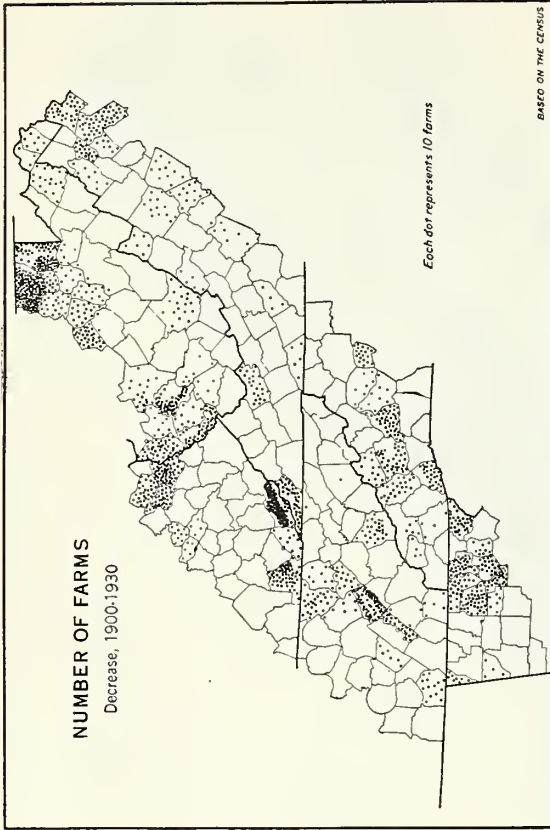 NUMBER OF FARMS
Decrease, 1900-1930
Each dot represents 10 farms
BASED ON THE CENSUS